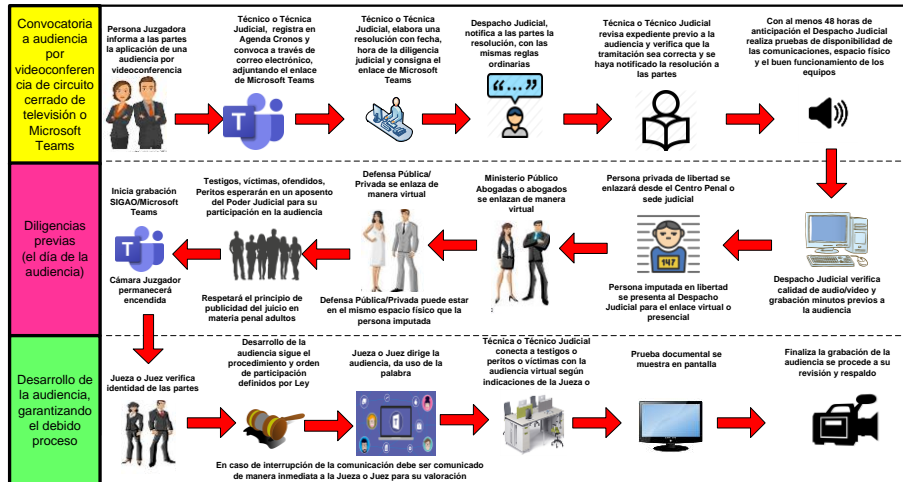 Convocatoria
a audiencia
por
videoconferen
cia de circuito
cerrado de
televisión o
Microsoft
Teams
Persona Juzgadora
informa a las partes
la aplicación de una
audiencia por
videoconferencia
Técnico o Técnica
Judicial, registra en
Agenda Cronos y
convoca a través de
correo electrónico,
adjuntando el enlace
de Microsoft Teams
Técnico o Técnica
Judicial, elabora una
resolución con fecha,
hora de la diligencia
judicial y consigna el
enlace de Microsoft
Teams
Despacho Judicial,
notifica a las partes
la resolución, con las
mismas reglas
ordinarias
“...”
Técnica o Técnico Judicial
revisa expediente previo a la
audiencia y verifica que la
tramitación sea correcta y se
haya notificado la resolución a
las partes
Con al menos 48 horas de
anticipación el Despacho Judicial
realiza pruebas de disponibilidad de
las comunicaciones, espacio físico
y el buen funcionamiento de los
equipos
T
Diligencias
previas
(el día de la
audiencia)
Inicia grabación
SIGAO/Microsoft
Teams
T
Cámara Juzgador
permanecerá
encendida
Testigos, víctimas, ofendidos,
Peritos esperarán en un aposento
del Poder Judicial para su
participación en la audiencia
Respetará el principio de
publicidad del juicio en
materia penal adultos
Defensa Pública/
Privada se enlaza de
manera virtual
Defensa Pública/Privada puede estar
en el mismo espacio físico que
la persona imputada
Ministerio Público
Abogadas o abogados
se enlazan de manera
virtual
Persona privada de libertad se
enlazará desde el Centro Penal o
sede judicial
147
Persona imputada en libertad
se presenta al Despacho
Judicial para el enlace virtual o
presencial
Despacho Judicial verifica
calidad de audio/video y
grabación minutos previos a
la audiencia
Desarrollo de
la audiencia,
garantizando
el debido
proceso
Jueza o Juez verifica
identidad de las partes
Desarrollo de la
audiencia sigue el
procedimiento y orden
de participación
definidos por Ley
Jueza o Juez dirige la
audiencia, da uso de la
palabra
Técnica o Técnico Judicial
conecta a testigos o
peritos o víctimas con la
audiencia virtual según
indicaciones de la Jueza o
Prueba documental se
muestra en pantalla
Finaliza la grabación de la
audiencia se procede a su
revisión y respaldo
En caso de interrupción de la comunicación debe ser comunicado
de manera inmediata a la Jueza o Juez para su valoración